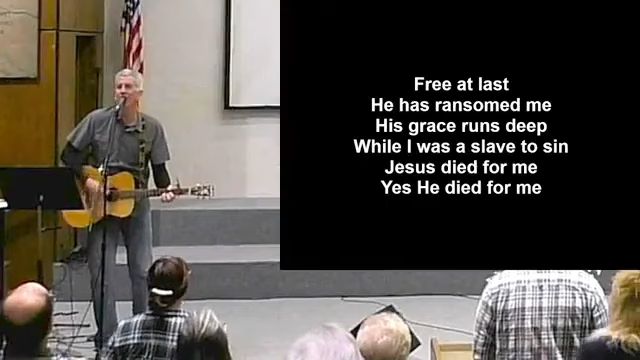 Free at last
He has ransomed me
His grace runs deep
While I was a slave to sin
Jesus died for me
Yes He died for me